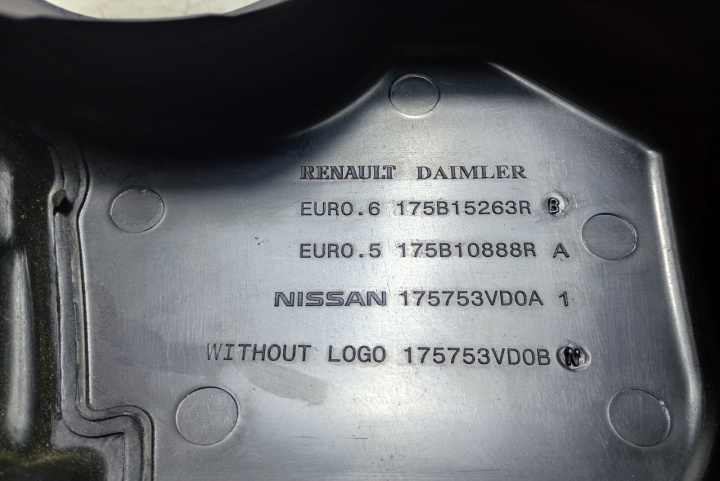 RENAULT DAIMLER
EURO.6 175B15263R B
EURO.5 175B10888R A
NISSAN 175753VD0A 1
WITHOUT LOGO 175753VD0B N